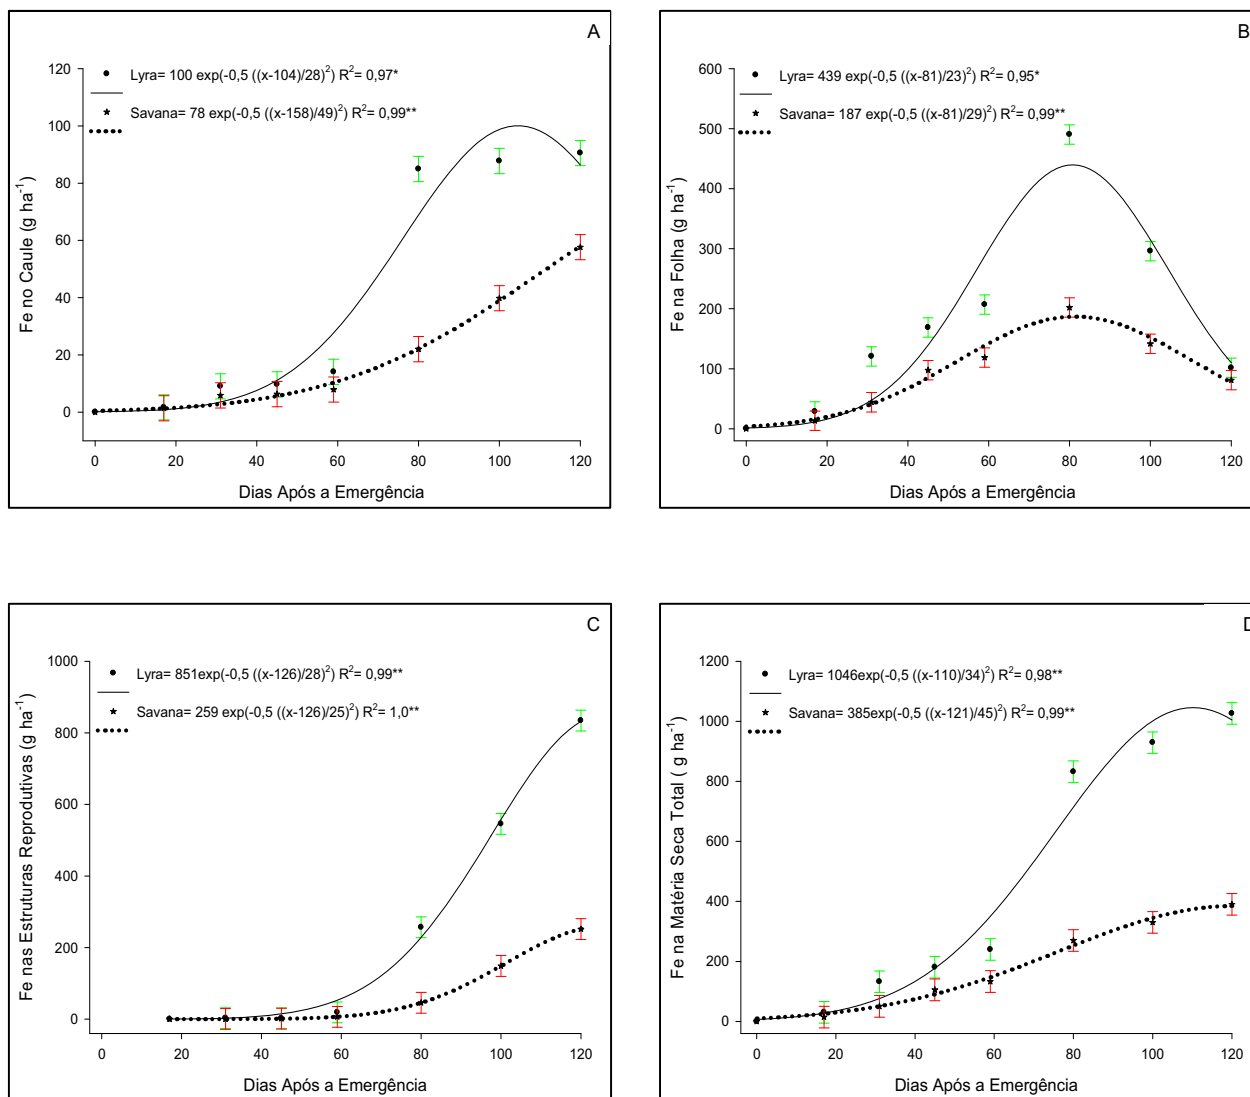 A
Lyra= 100 exp(-0,5 ((x-104)/28)²) R²= 0,97*
Savana= 78 exp(-0,5 ((x-158)/49)²) R²= 0,99**
Fe no Caule (g ha⁻¹)
120
100
80
60
40
20
0
0 20 40 60 80 100 120
Dias Após a Emergência
B
Lyra= 439 exp(-0,5 ((x-81)/23)²) R²= 0,95*
Savana= 187 exp(-0,5 ((x-81)/29)²) R²= 0,99**
Fe na Folha (g ha⁻¹)
600
500
400
300
200
100
0
0 20 40 60 80 100 120
Dias Após a Emergência
C
Lyra= 851exp(-0,5 ((x-126)/28)²) R²= 0,99**
Savana= 259 exp(-0,5 ((x-126)/25)²) R²= 1,0**
Fe nas Estruturas Reprodutivas (g ha⁻¹)
1000
800
600
400
200
0
0 20 40 60 80 100 120
Dias Após a Emergência
D
Lyra= 1046exp(-0,5 ((x-110)/34)²) R²= 0,98**
Savana= 385exp(-0,5 ((x-121)/45)²) R²= 0,99**
Fe na Matéria Seca Total ( g ha⁻¹)
1200
1000
800
600
400
200
0
0 20 40 60 80 100 120
Dias Após a Emergência